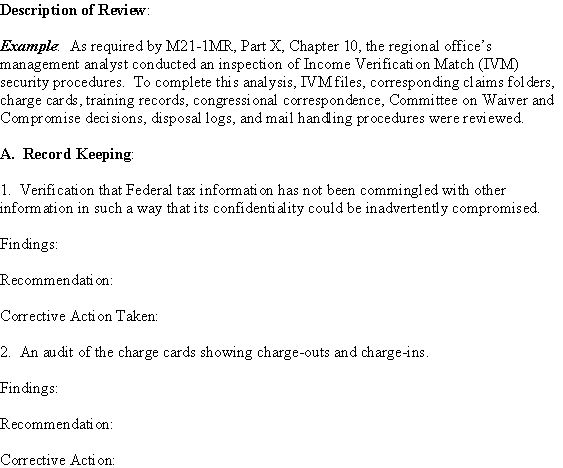 Description of Review:
Example:  As required by M21-1MR, Part X, Chapter 10, the regional office's
management analyst conducted an inspection of Income Verification Match (IVM)
security procedures.  To complete this analysis, IVM files, corresponding claims folders,
charge cards, training records, congressional correspondence, Committee on Waiver and
Compromise decisions, disposal logs, and mail handling procedures were reviewed.
A.  Record Keeping:
1.  Verification that Federal tax information has not been commingled with other
information in such a way that its confidentiality could be inadvertently compromised.
Findings:
Recommendation:
Corrective Action Taken:
2.  An audit of the charge cards showing charge-outs and charge-ins.
Findings:
Recommendation:
Corrective Action: